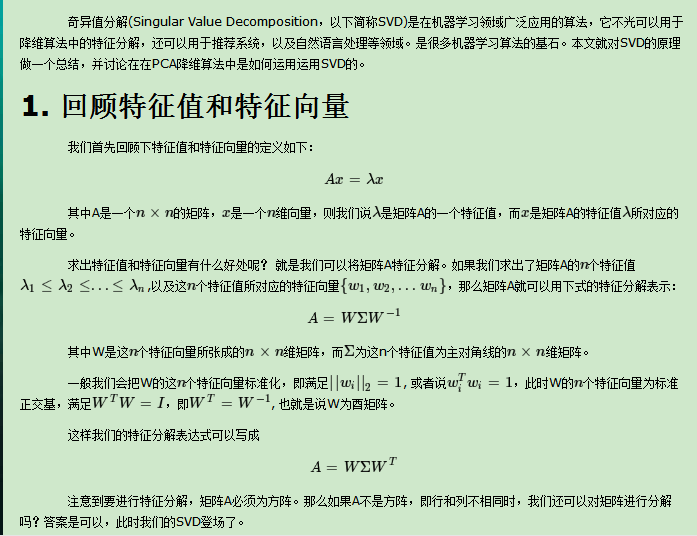 奇异值分解(Singular Value Decomposition，以下简称SVD)是在机器学习领域广泛应用的算法，它不光可以用于
降维算法中的特征分解，还可以用于推荐系统，以及自然语言处理等领域。是很多机器学习算法的基石。本文就对SVD的原理
做一个总结，并讨论在在PCA降维算法中是如何运用运用SVD的。
1. 回顾特征值和特征向量
我们首先回顾下特征值和特征向量的定义如下：
Ax = λx
其中A是一个n × n的矩阵，x是一个n维向量，则我们说λ是矩阵A的一个特征值，而x是矩阵A的特征值λ所对应的
特征向量。
求出特征值和特征向量有什么好处呢？ 就是我们可以将矩阵A特征分解。如果我们求出了矩阵A的n个特征值
λ₁ ≤ λ₂ ≤...≤ λₙ ,以及这n个特征值所对应的特征向量{w₁, w₂, ... wₙ}，那么矩阵A就可以用下式的特征分解表示：
A = WΣW⁻¹
其中W是这n个特征向量所张成的n × n维矩阵，而Σ为这n个特征值为主对角线的n × n维矩阵。
一般我们会把W的这n个特征向量标准化，即满足||wᵢ||₂ = 1, 或者说wᵢᵀwᵢ = 1，此时W的n个特征向量为标准
正交基，满足WᵀW = I，即Wᵀ = W⁻¹, 也就是说W为酉矩阵。
这样我们的特征分解表达式可以写成
A = WΣWᵀ
注意到要进行特征分解，矩阵A必须为方阵。那么如果A不是方阵，即行和列不相同时，我们还可以对矩阵进行分解
吗？答案是可以，此时我们的SVD登场了。